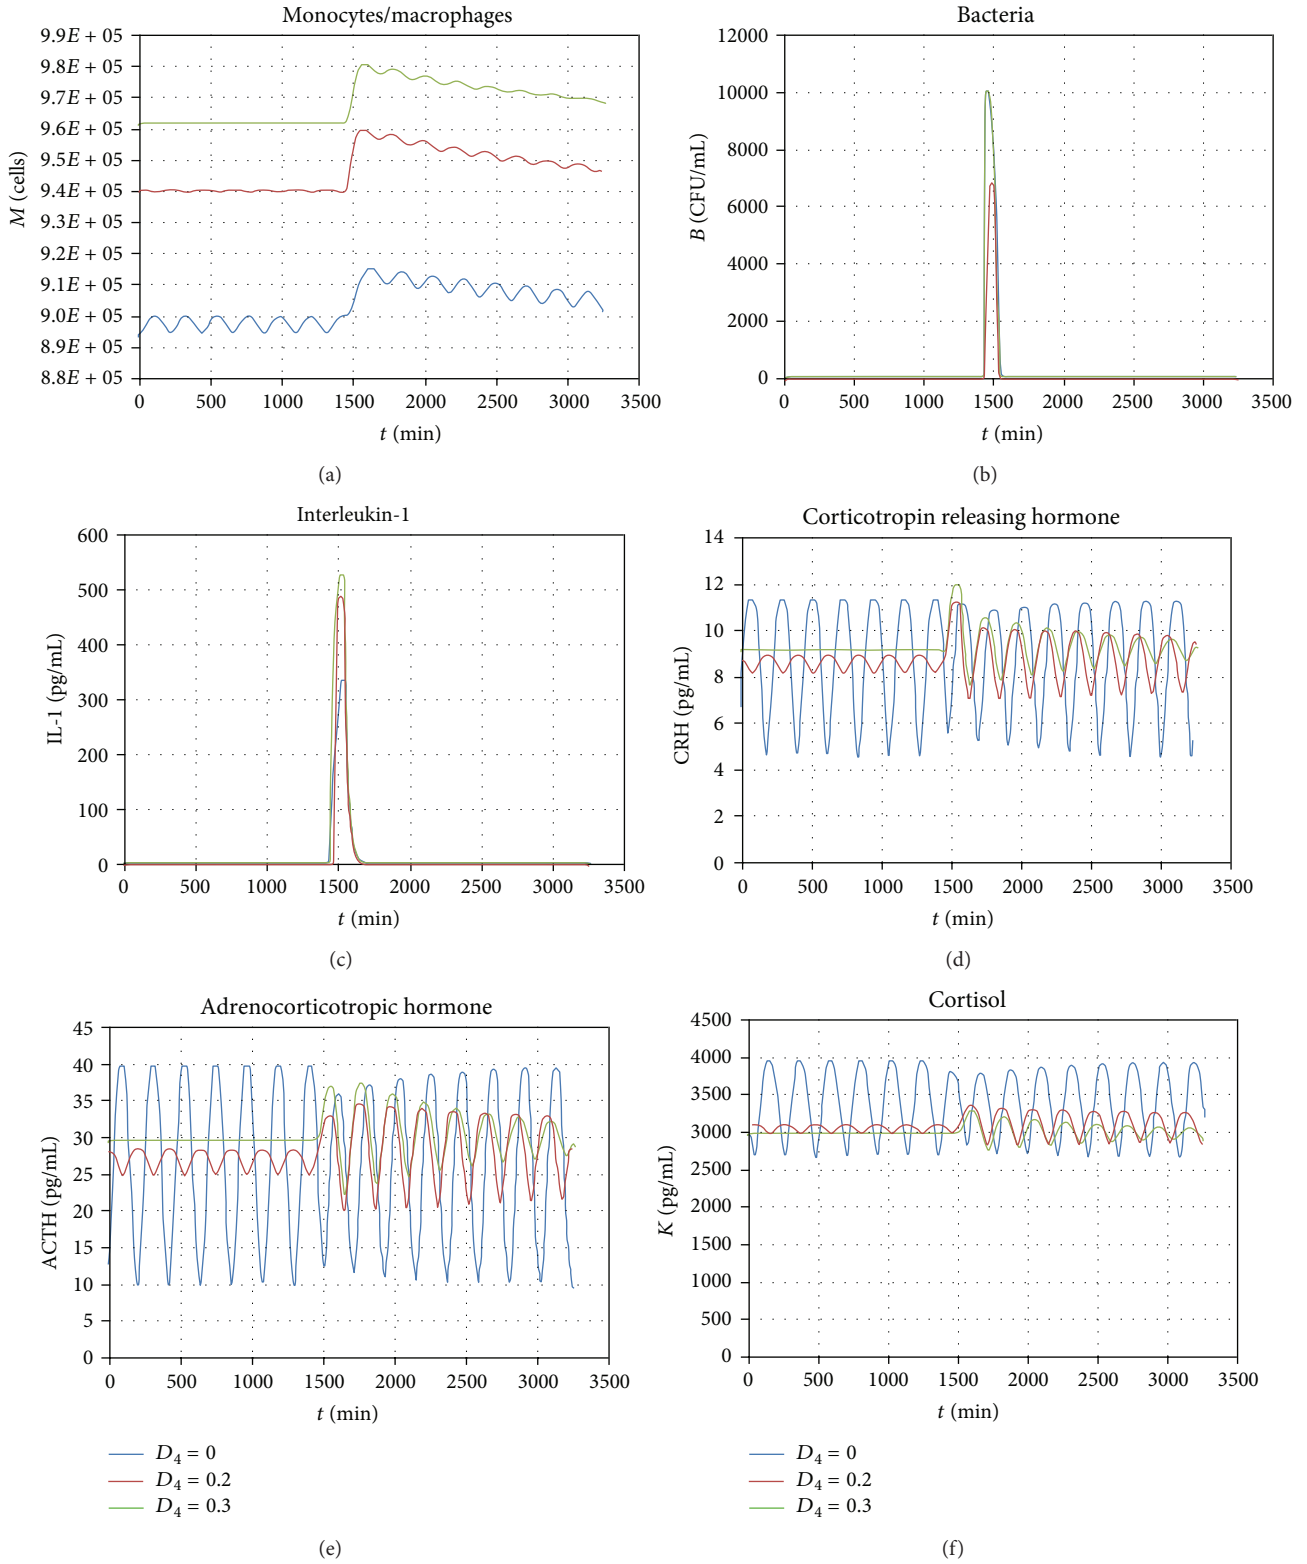 Monocytes/macrophages
9.9E + 05
9.8E + 05
9.7E + 05
9.6E + 05
9.5E + 05
9.4E + 05
9.3E + 05
9.2E + 05
9.1E + 05
9.0E + 05
8.9E + 05
8.8E + 05
M (cells)
0 500 1000 1500 2000 2500 3000 3500
t (min)
(a)
Bacteria
12000
10000
8000
6000
4000
2000
0
B (CFU/mL)
0 500 1000 1500 2000 2500 3000 3500
t (min)
(b)
Interleukin-1
600
500
400
300
200
100
0
IL-1 (pg/mL)
0 500 1000 1500 2000 2500 3000 3500
t (min)
(c)
Corticotropin releasing hormone
14
12
10
8
6
4
2
0
CRH (pg/mL)
0 500 1000 1500 2000 2500 3000 3500
t (min)
(d)
Adrenocorticotropic hormone
45
40
35
30
25
20
15
10
5
0
ACTH (pg/mL)
0 500 1000 1500 2000 2500 3000 3500
t (min)
D4 = 0
D4 = 0.2
D4 = 0.3
(e)
Cortisol
4500
4000
3500
3000
2500
2000
1500
1000
500
0
K (pg/mL)
0 500 1000 1500 2000 2500 3000 3500
t (min)
D4 = 0
D4 = 0.2
D4 = 0.3
(f)